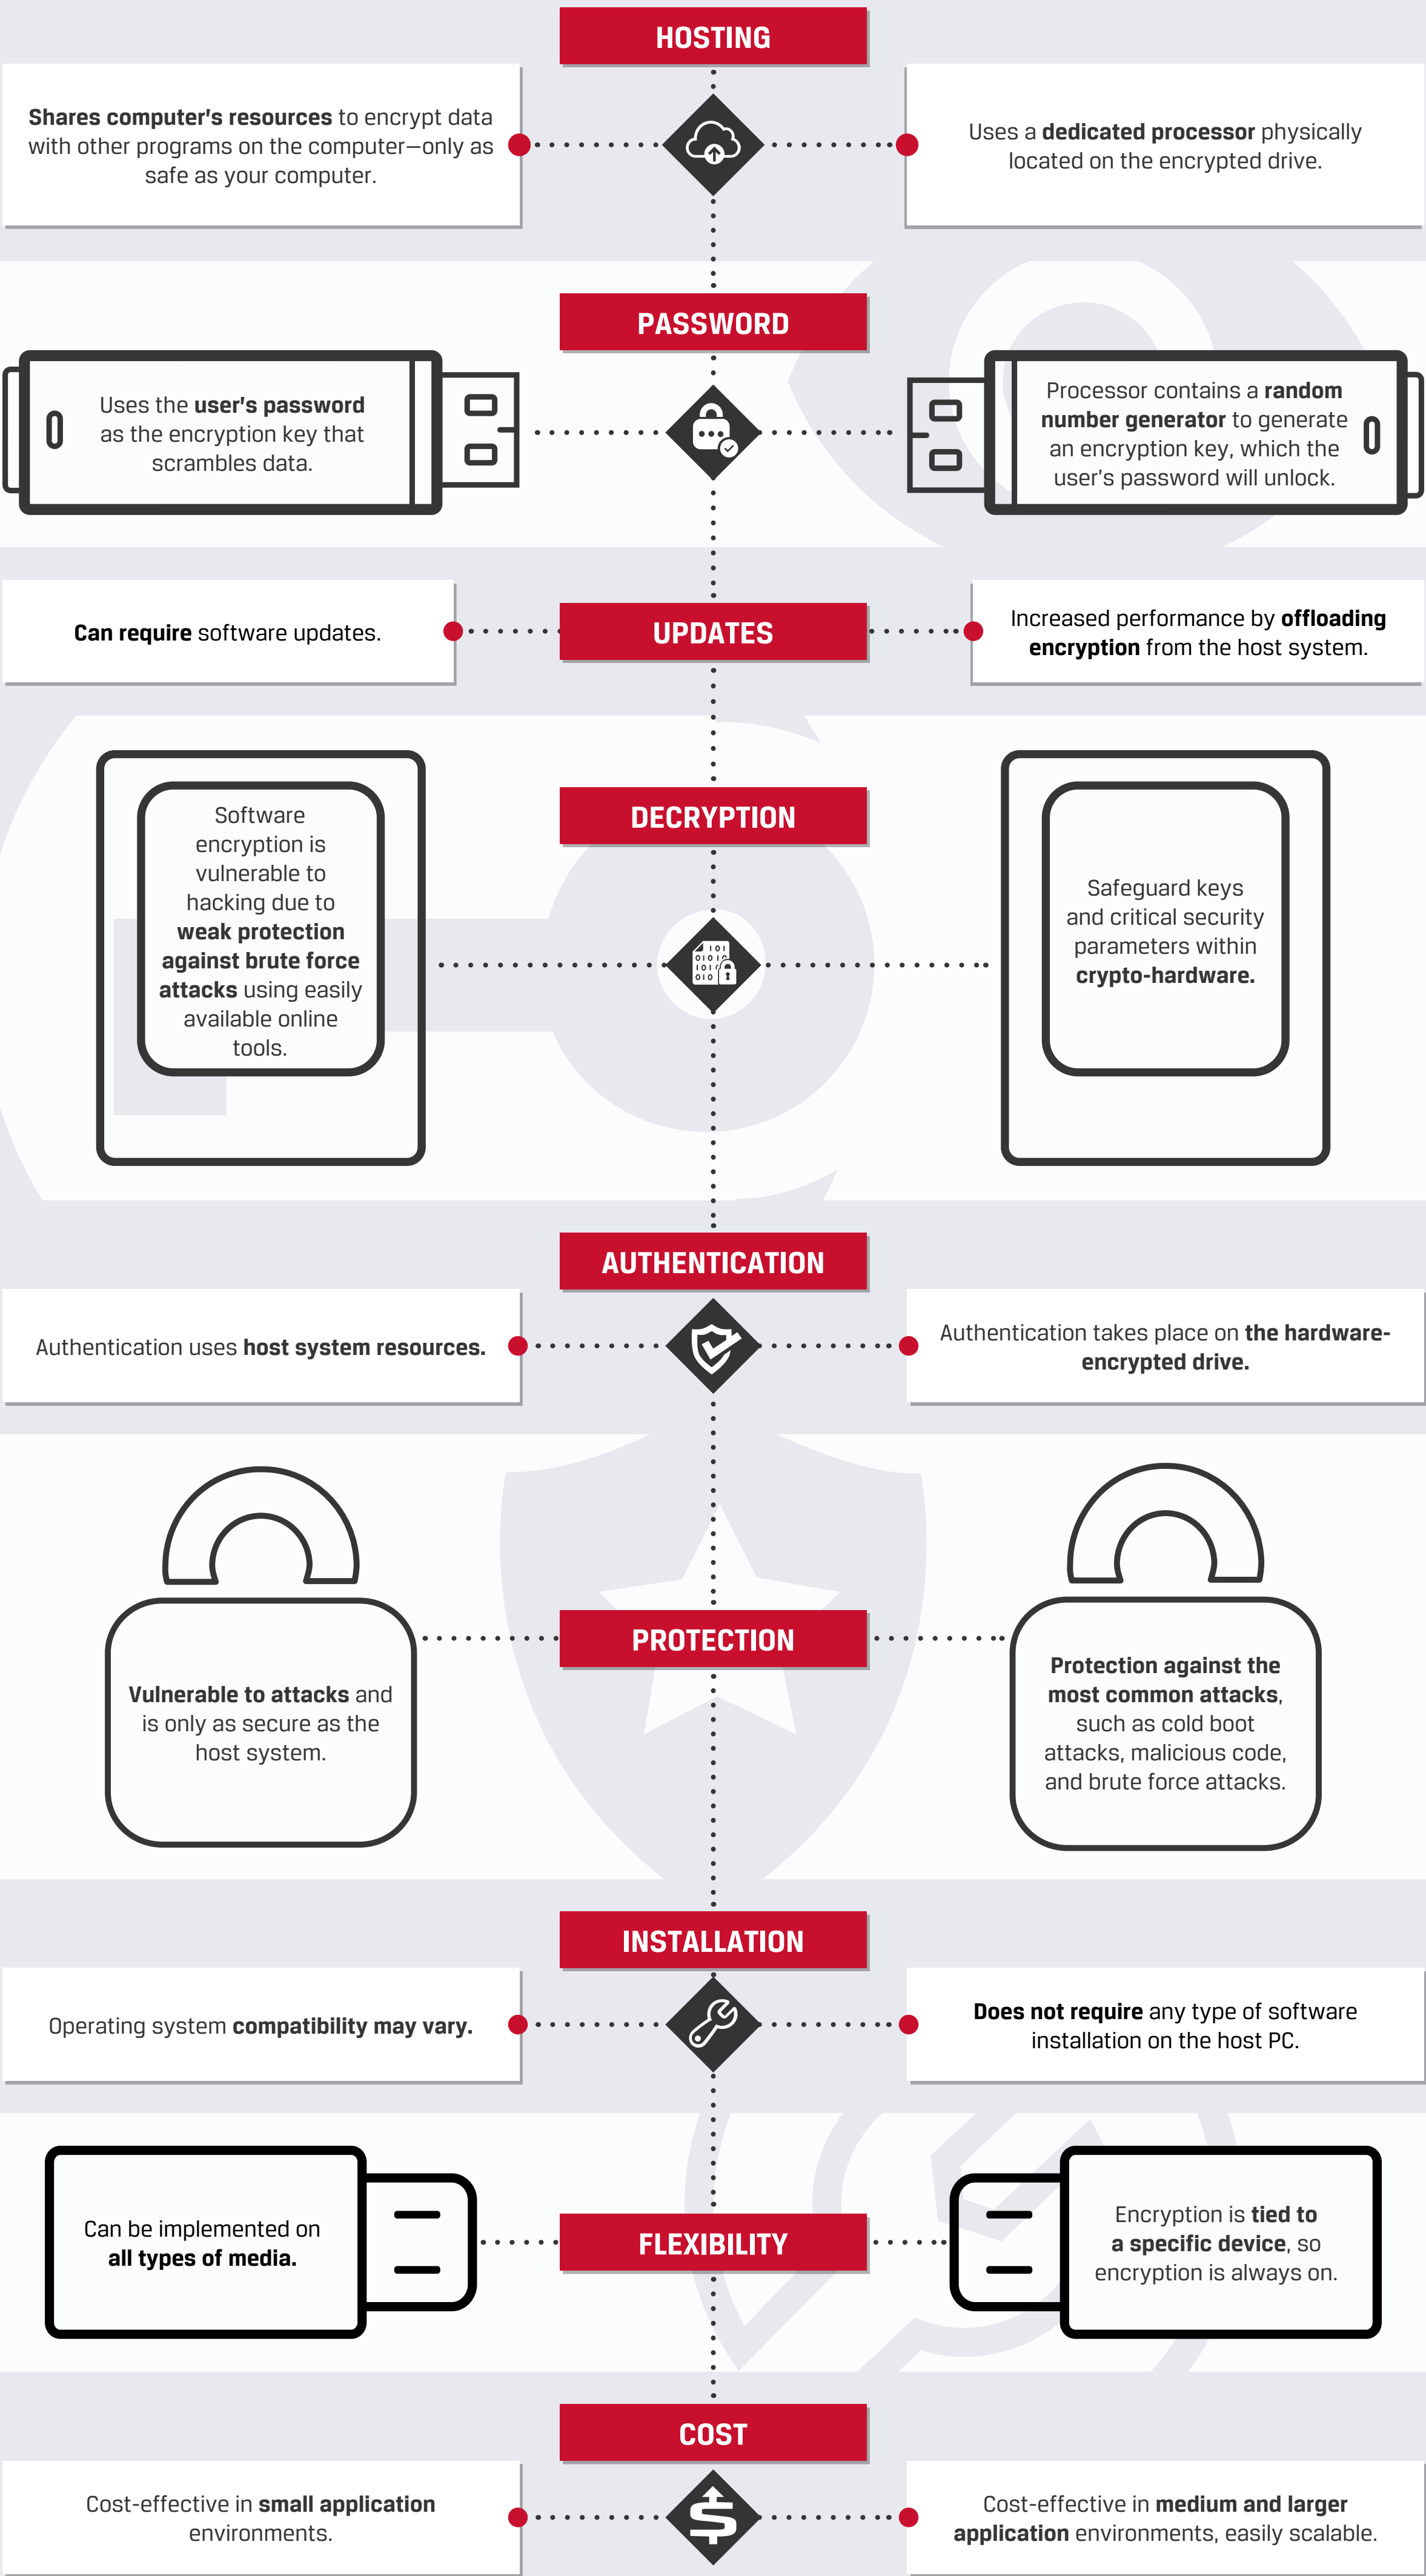 HOSTING
Shares computer's resources to encrypt data
with other programs on the computer—only as
safe as your computer.
Uses a dedicated processor physically
located on the encrypted drive.
PASSWORD
Uses the user's password
as the encryption key that
scrambles data.
Processor contains a random
number generator to generate
an encryption key, which the
user's password will unlock.
UPDATES
Can require software updates.
Increased performance by offloading
encryption from the host system.
DECRYPTION
Software
encryption is
vulnerable to
hacking due to
weak protection
against brute force
attacks using easily
available online
tools.
Safeguard keys
and critical security
parameters within
crypto-hardware.
AUTHENTICATION
Authentication uses host system resources.
Authentication takes place on the hardware-
encrypted drive.
PROTECTION
Vulnerable to attacks and
is only as secure as the
host system.
Protection against the
most common attacks,
such as cold boot
attacks, malicious code,
and brute force attacks.
INSTALLATION
Operating system compatibility may vary.
Does not require any type of software
installation on the host PC.
FLEXIBILITY
Can be implemented on
all types of media.
Encryption is tied to
a specific device, so
encryption is always on.
COST
Cost-effective in small application
environments.
Cost-effective in medium and larger
application environments, easily scalable.